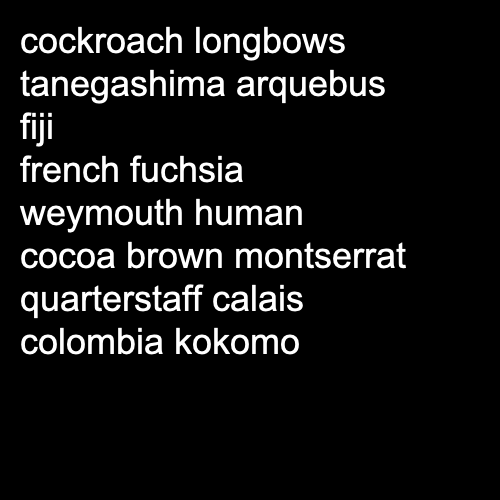 cockroach longbows
tanegashima arquebus
fiji
french fuchsia
weymouth human
cocoa brown montserrat
quarterstaff calais
colombia kokomo